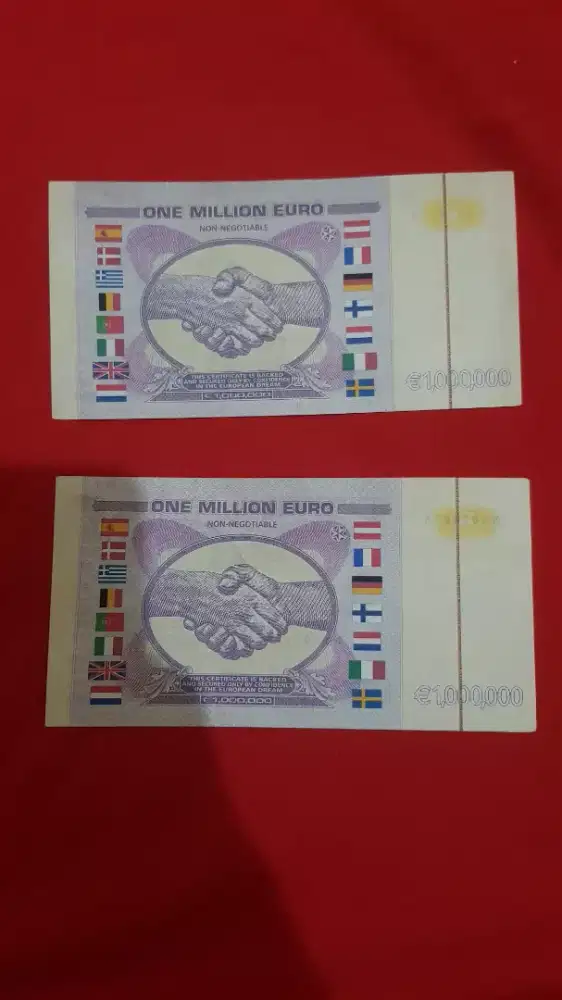 ONE MILLION EURO
NON-NEGOTIABLE
THIS CERTIFICATE IS BACKED
AND SECURED ONLY BY CONFIDENCE
IN THE EUROPEAN DREAM
€1,000,000
€1,000,000
ONE MILLION EURO
NON-NEGOTIABLE
THIS CERTIFICATE IS BACKED
AND SECURED ONLY BY CONFIDENCE
IN THE EUROPEAN DREAM
€1,000,000
€1,000,000